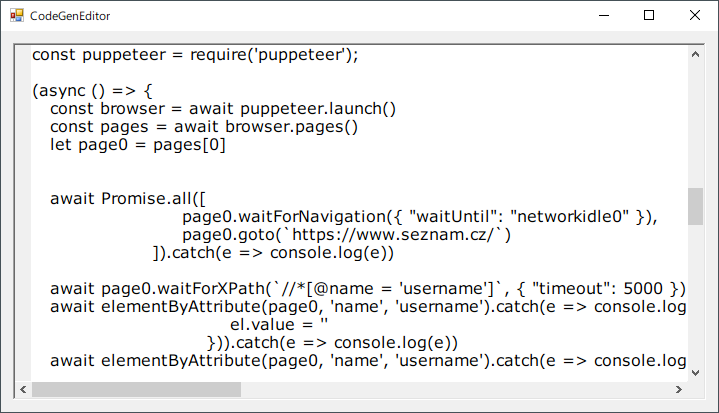 CodeGenEditor
const puppeteer = require('puppeteer');
(async () => {
const browser = await puppeteer.launch()
const pages = await browser.pages()
let page0 = pages[0]
await Promise.all([
page0.waitForNavigation({ "waitUntil": "networkidle0" }),
page0.goto(`https://www.seznam.cz/`)
]).catch(e => console.log(e))
await page0.waitForXPath(`//*[@name = 'username']`, { "timeout": 5000 })
await elementByAttribute(page0, 'name', 'username').catch(e => console.log
el.value = ''
})).catch(e => console.log(e))
await elementByAttribute(page0, 'name', 'username').catch(e => console.log